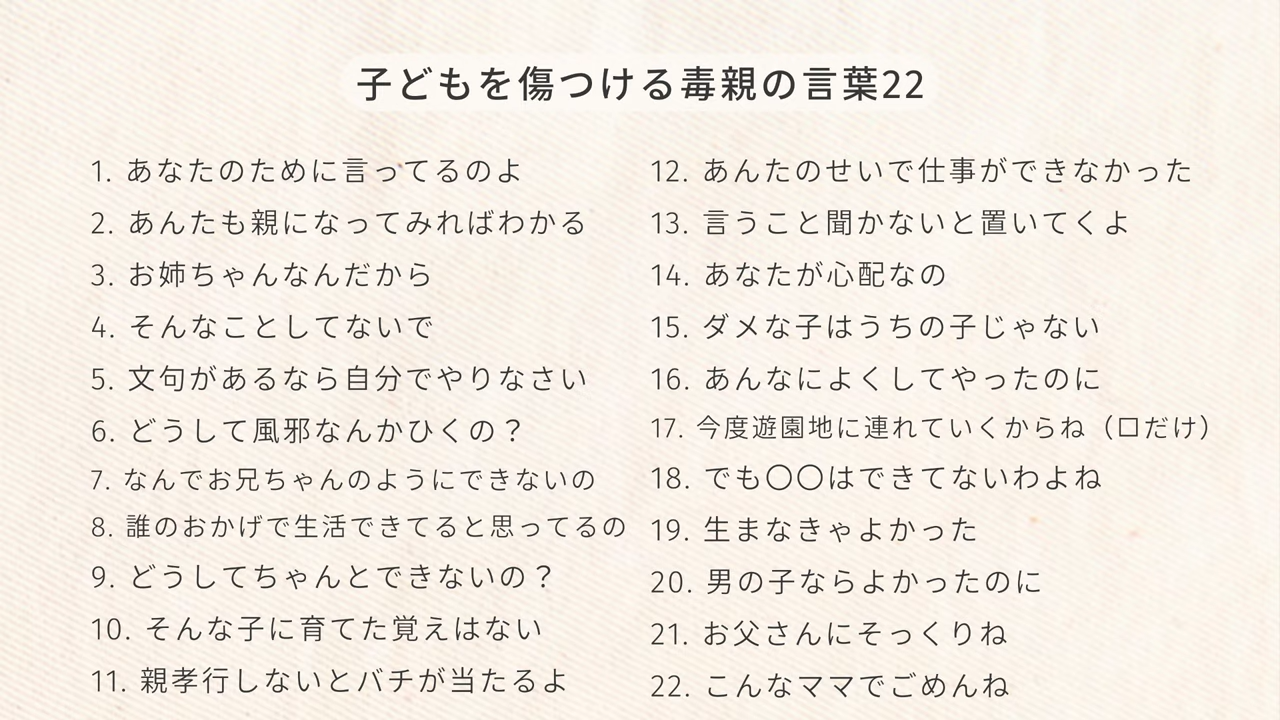 子どもを傷つける毒親の言葉22
1. あなたのために言ってるのよ
2. あんたも親になってみればわかる
3. お姉ちゃんなんだから
4. そんなことしてないで
5. 文句があるなら自分でやりなさい
6. どうして風邪なんかひくの？
7. なんでお兄ちゃんのようにできないの
8. 誰のおかげで生活できてると思ってるの
9. どうしてちゃんとできないの？
10. そんな子に育てた覚えはない
11. 親孝行しないとバチが当たるよ
12. あんたのせいで仕事ができなかった
13. 言うこと聞かないと置いてくよ
14. あなたが心配なの
15. ダメな子はうちの子じゃない
16. あんなによくしてやったのに
17. 今度遊園地に連れていくからね（口だけ）
18. でも〇〇はできてないわよね
19. 生まなきゃよかった
20. 男の子ならよかったのに
21. お父さんにそっくりね
22. こんなママでごめんね